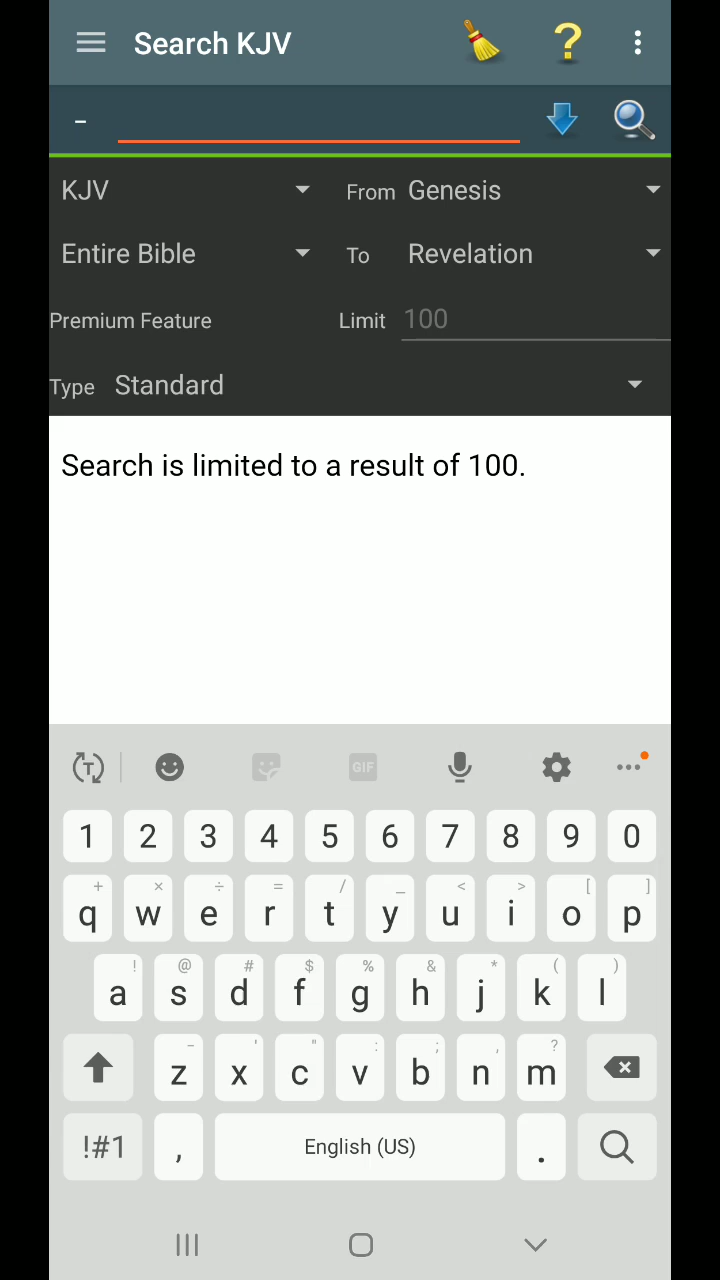 Search KJV
?
–
KJV From Genesis
Entire Bible To Revelation
Premium Feature Limit 100
Type Standard
Search is limited to a result of 100.
T GIF
1 2 3 4 5 6 7 8 9 0
+ × ÷ = / _ < > [ ]
q w e r t y u i o p
! @ # $ % & * ( )
a s d f g h j k l
- ' " : ; , ?
z x c v b n m
!#1 , English (US) .